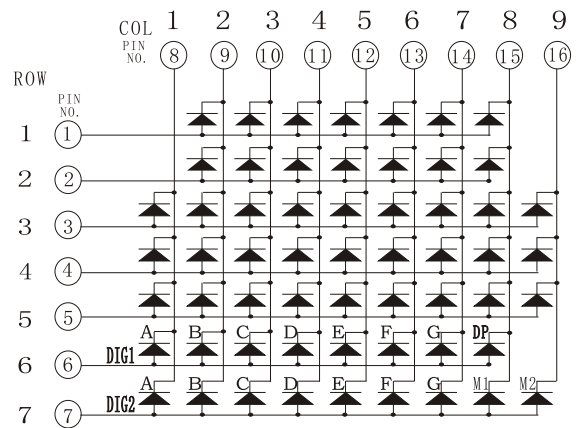 COL 1 2 3 4 5 6 7 8 9
PIN NO. 8 9 10 11 12 13 14 15 16
ROW
PIN NO.
1 1
2 2
3 3
4 4
5 5
A B C D E F G DP
6 6 DIG1
A B C D E F G M1 M2
7 7 DIG2